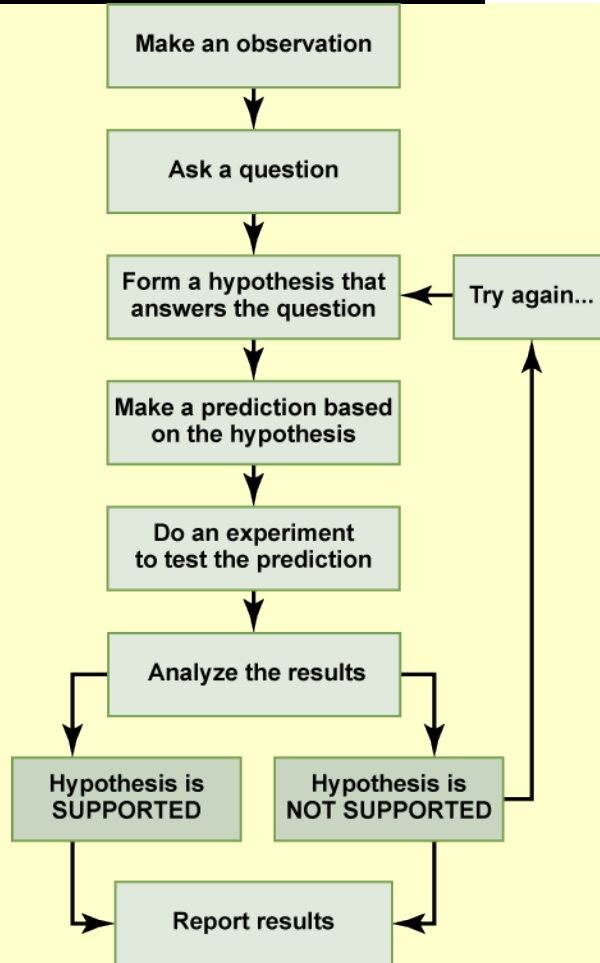 Make an observation
Ask a question
Form a hypothesis that
answers the question
Try again...
Make a prediction based
on the hypothesis
Do an experiment
to test the prediction
Analyze the results
Hypothesis is
SUPPORTED
Hypothesis is
NOT SUPPORTED
Report results